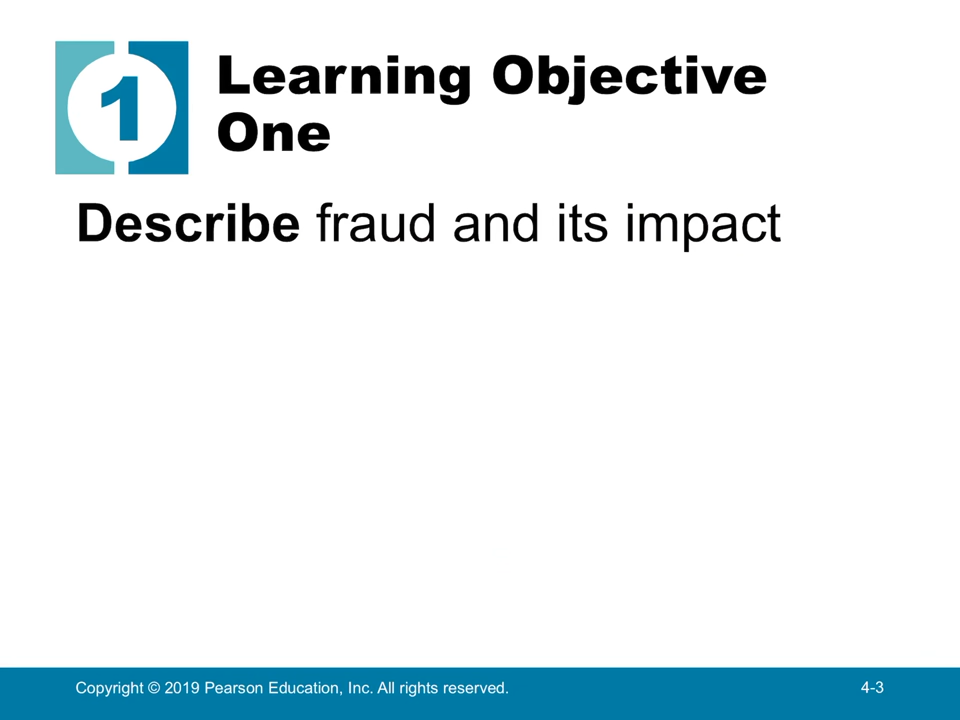 1
Learning Objective
One
Describe fraud and its impact
Copyright © 2019 Pearson Education, Inc. All rights reserved.
4-3